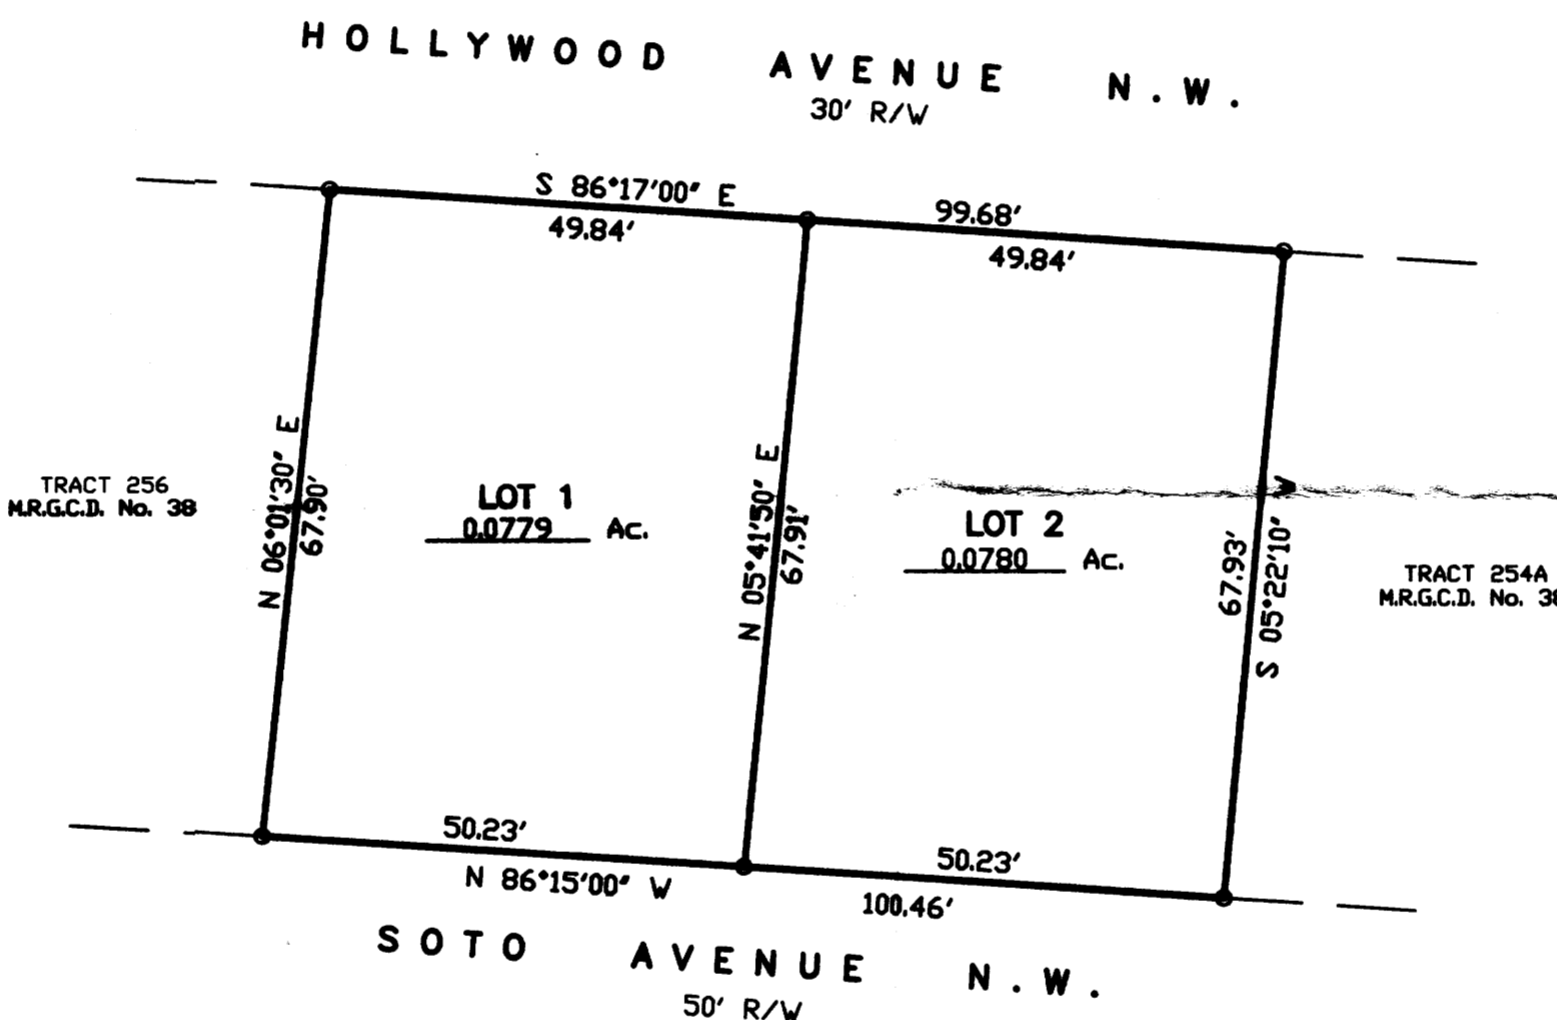 HOLLYWOOD AVENUE N.W.
30' R/W
S 86°17'00" E
99.68'
49.84'
49.84'
N 06°01'30" E
67.90'
N 05°41'50" E
67.91'
67.93'
S 05°22'10" W
TRACT 256
M.R.G.C.D. No. 38
LOT 1
0.0779 Ac.
LOT 2
0.0780 Ac.
TRACT 254A
M.R.G.C.D. No. 38
50.23'
50.23'
N 86°15'00" W
100.46'
SOTO AVENUE N.W.
50' R/W